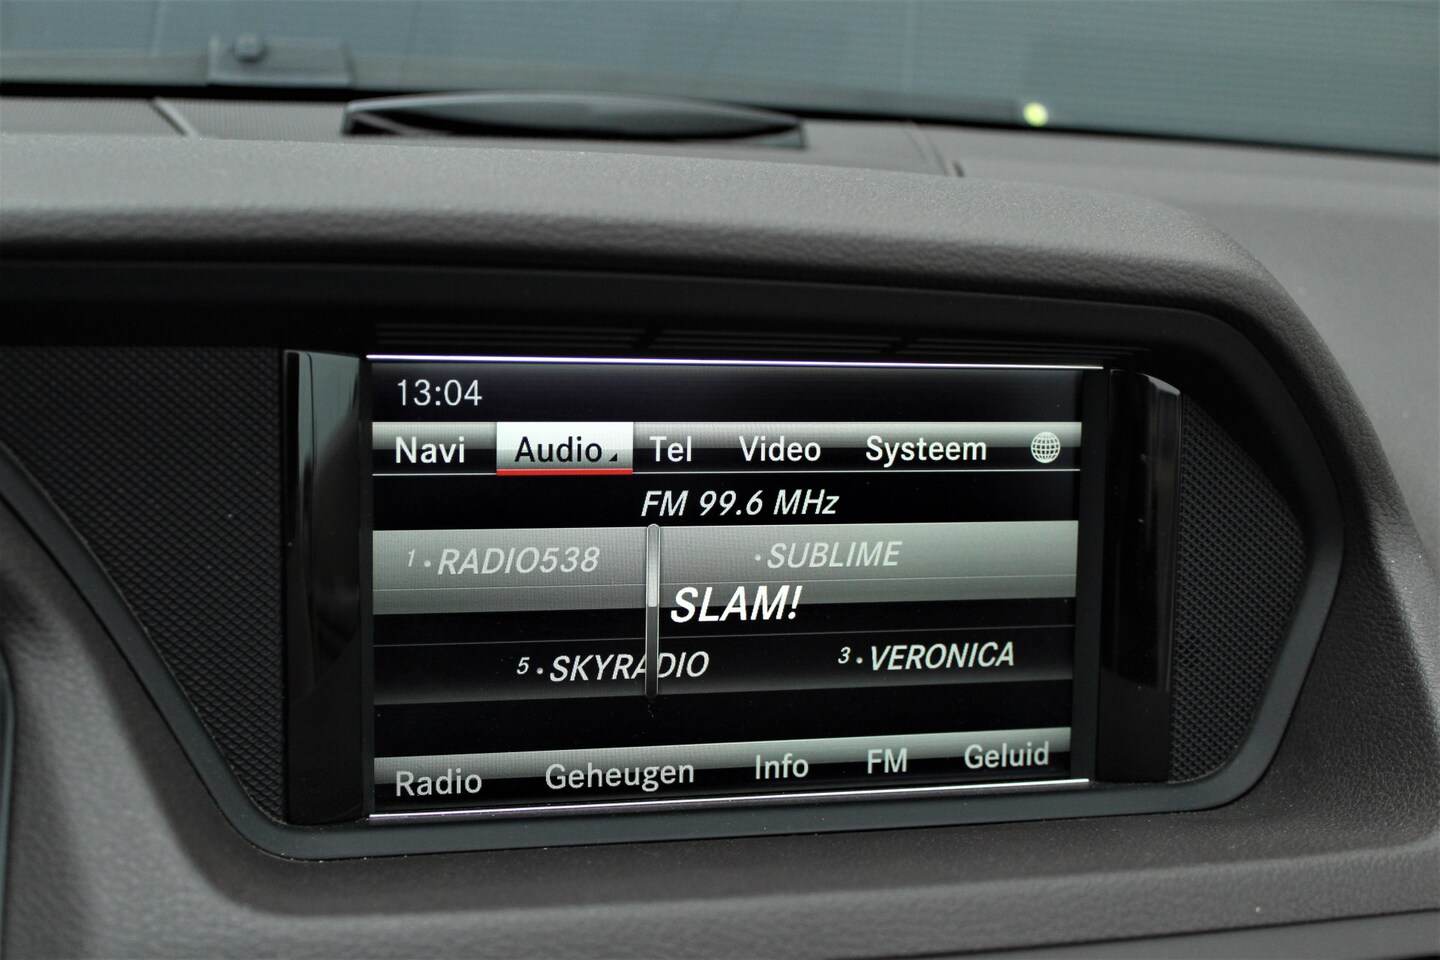 13:04
Navi Audio Tel Video Systeem
FM 99.6 MHz
1 · RADIO538 · SUBLIME
SLAM!
5 · SKYRADIO 3 · VERONICA
Radio Geheugen Info FM Geluid